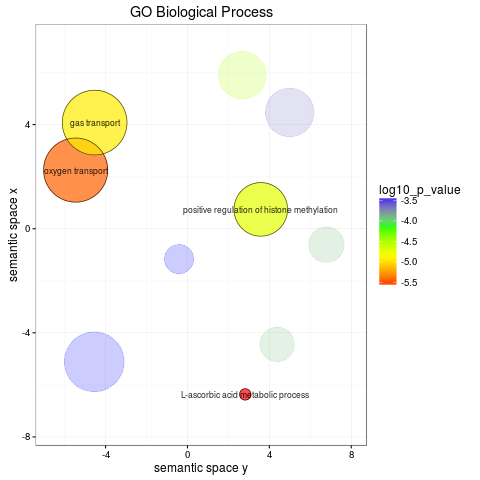 GO Biological Process
semantic space x
4
0
-4
-8
gas transport
oxygen transport
positive regulation of histone methylation
L-ascorbic acid metabolic process
-4
0
4
8
semantic space y
log10_p_value
-3.5
-4.0
-4.5
-5.0
-5.5